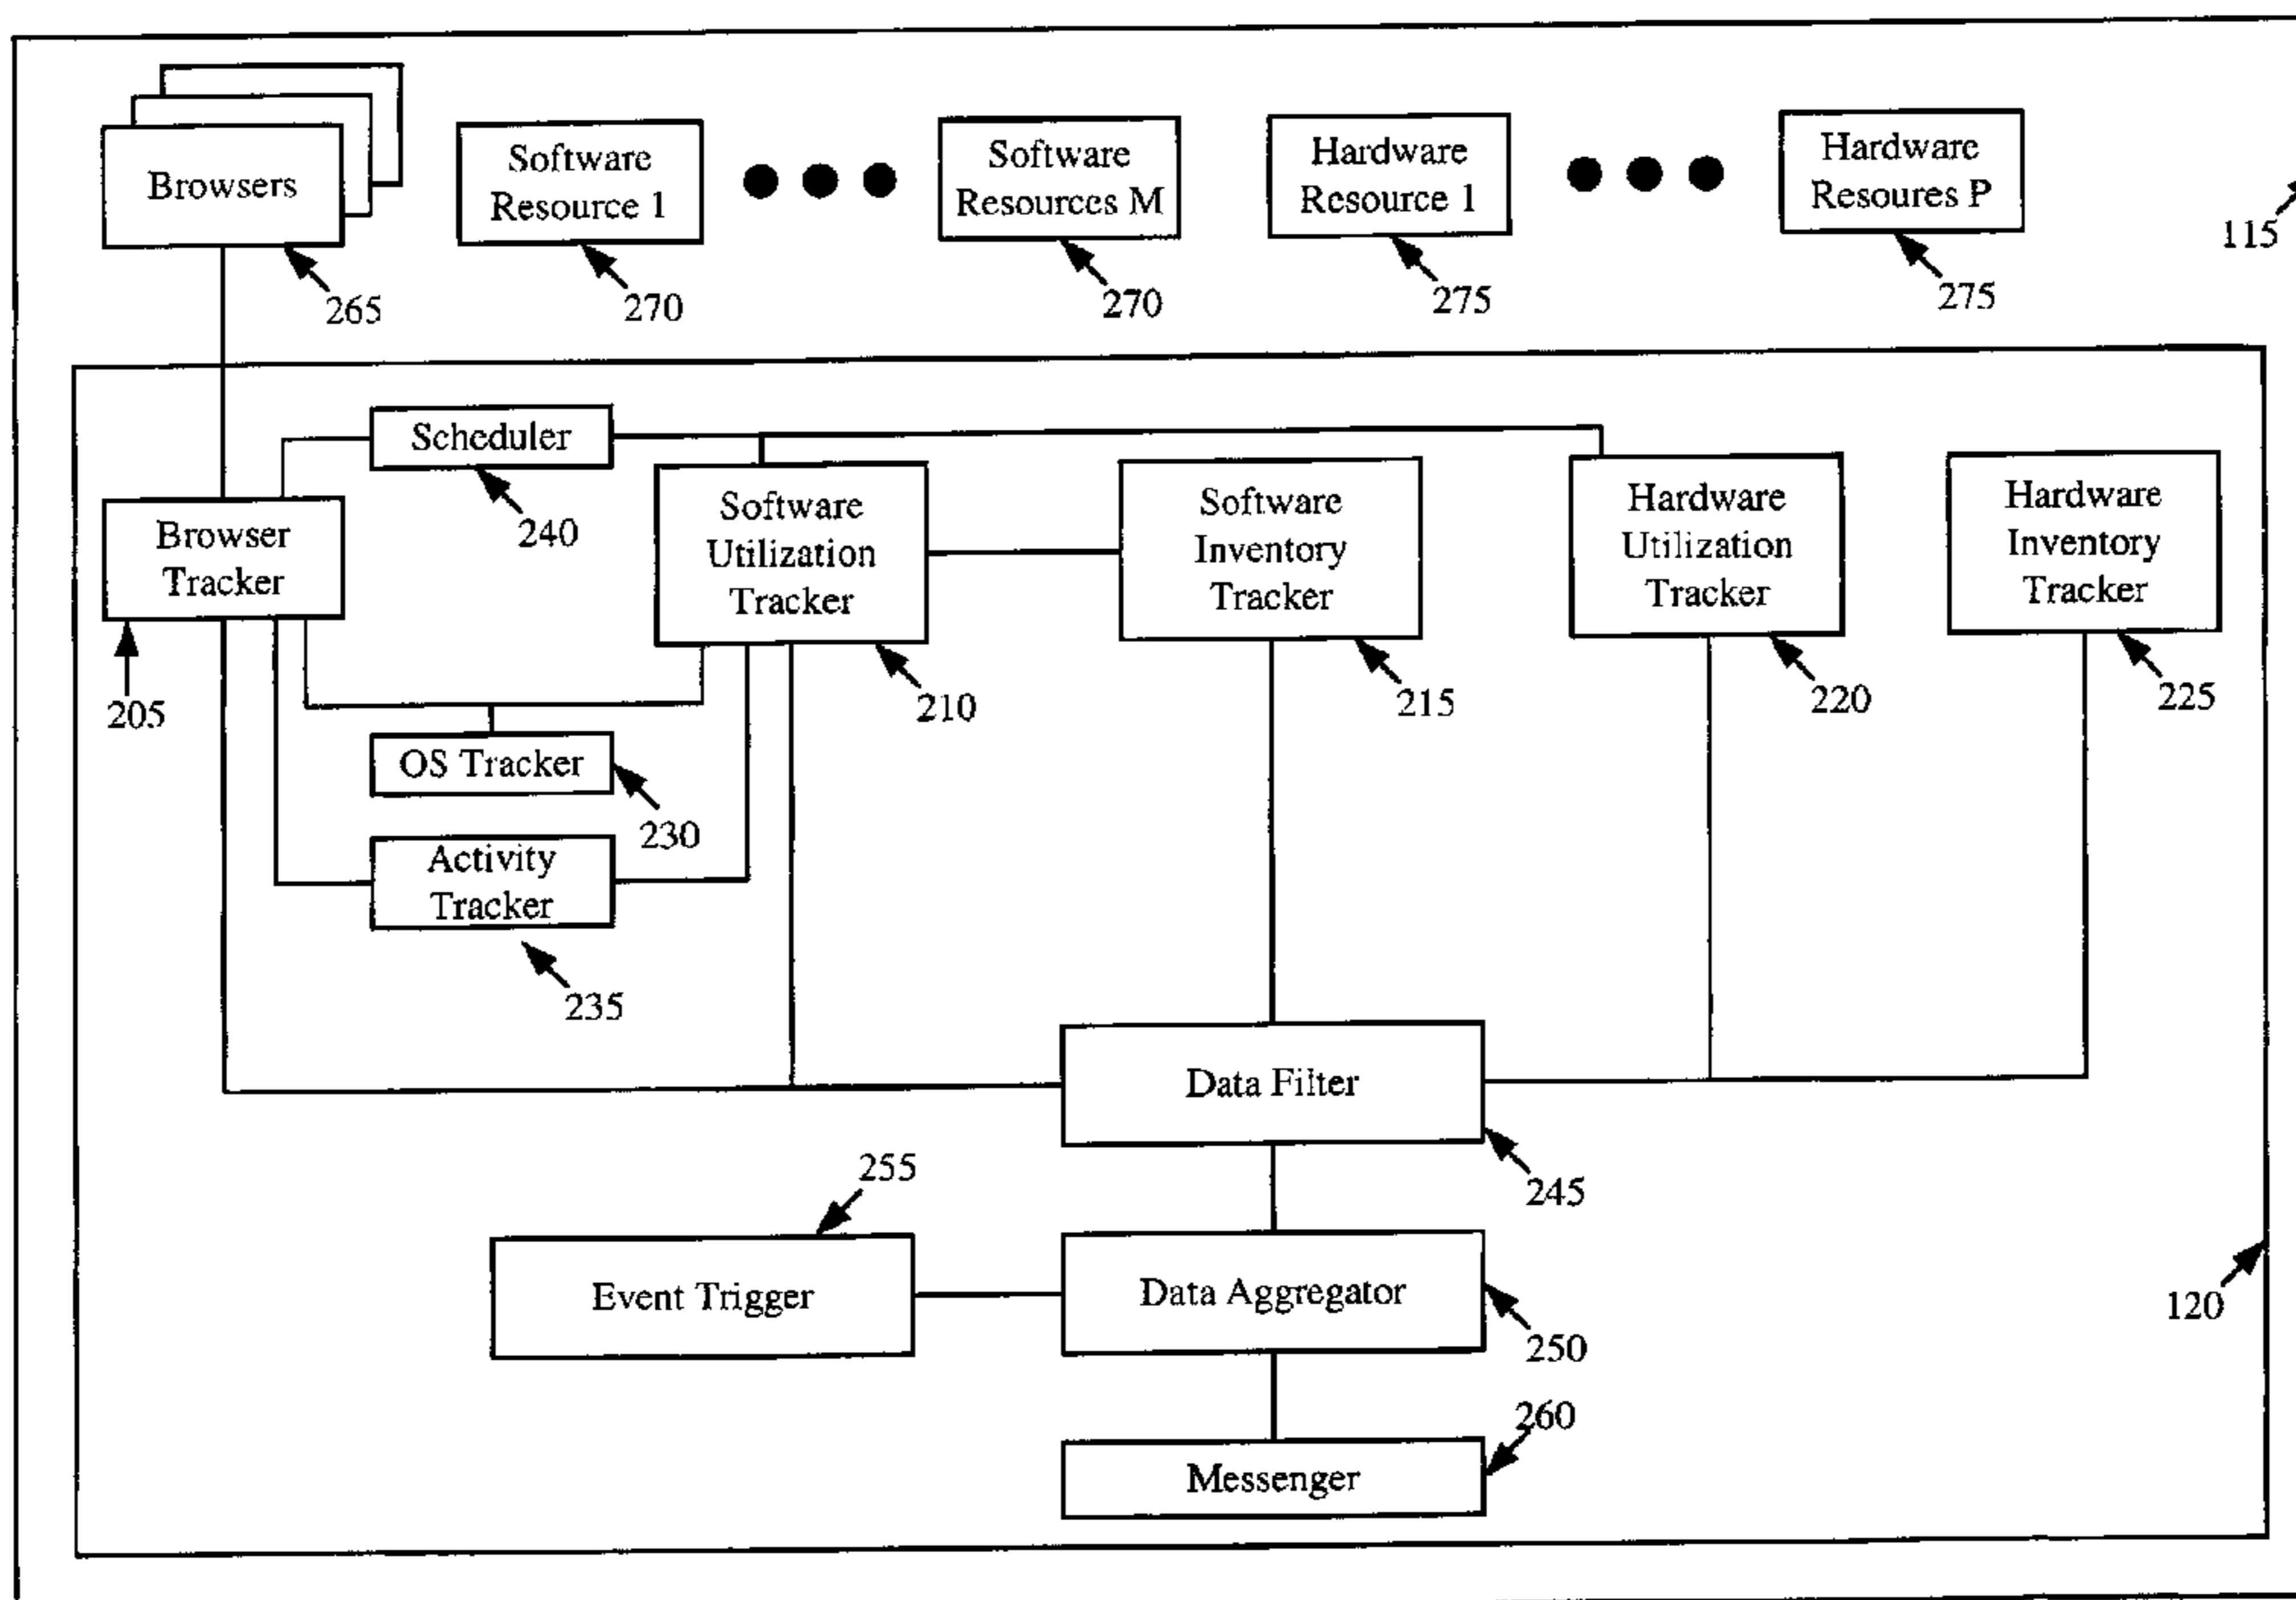 Browsers
Software
Resource 1
Software
Resources M
Hardware
Resource 1
Hardware
Resoures P
115
265
270
270
275
275
Scheduler
240
Browser
Tracker
205
Software
Utilization
Tracker
210
Software
Inventory
Tracker
215
Hardware
Utilization
Tracker
220
Hardware
Inventory
Tracker
225
OS Tracker
230
Activity
Tracker
235
Data Filter
245
255
Event Trigger
Data Aggregator
250
120
260
Messenger